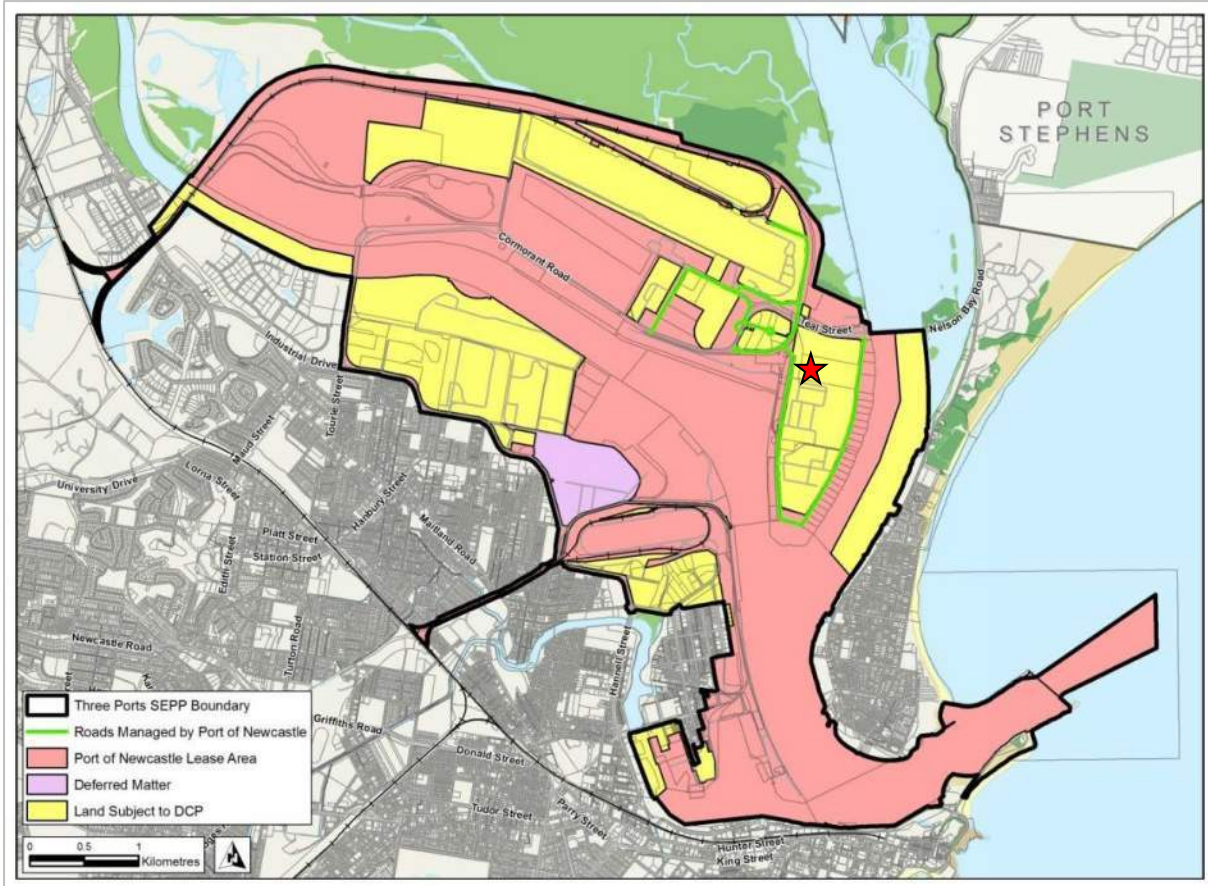 PORT
STEPHENS
Cormorant Road
Teal Street
Nelson Bay Road
Industrial Drive
Tourle Street
Maud Street
Lorna Street
University Drive
Hanbury Street
Maitland Road
Platt Street
Station Street
Edith Street
Turton Road
Newcastle Road
Hannell Street
Griffiths Road
Donald Street
Tudor Street
Parry Street
Hunter Street
King Street
Three Ports SEPP Boundary
Roads Managed by Port of Newcastle
Port of Newcastle Lease Area
Deferred Matter
Land Subject to DCP
0 0.5 1
Kilometres